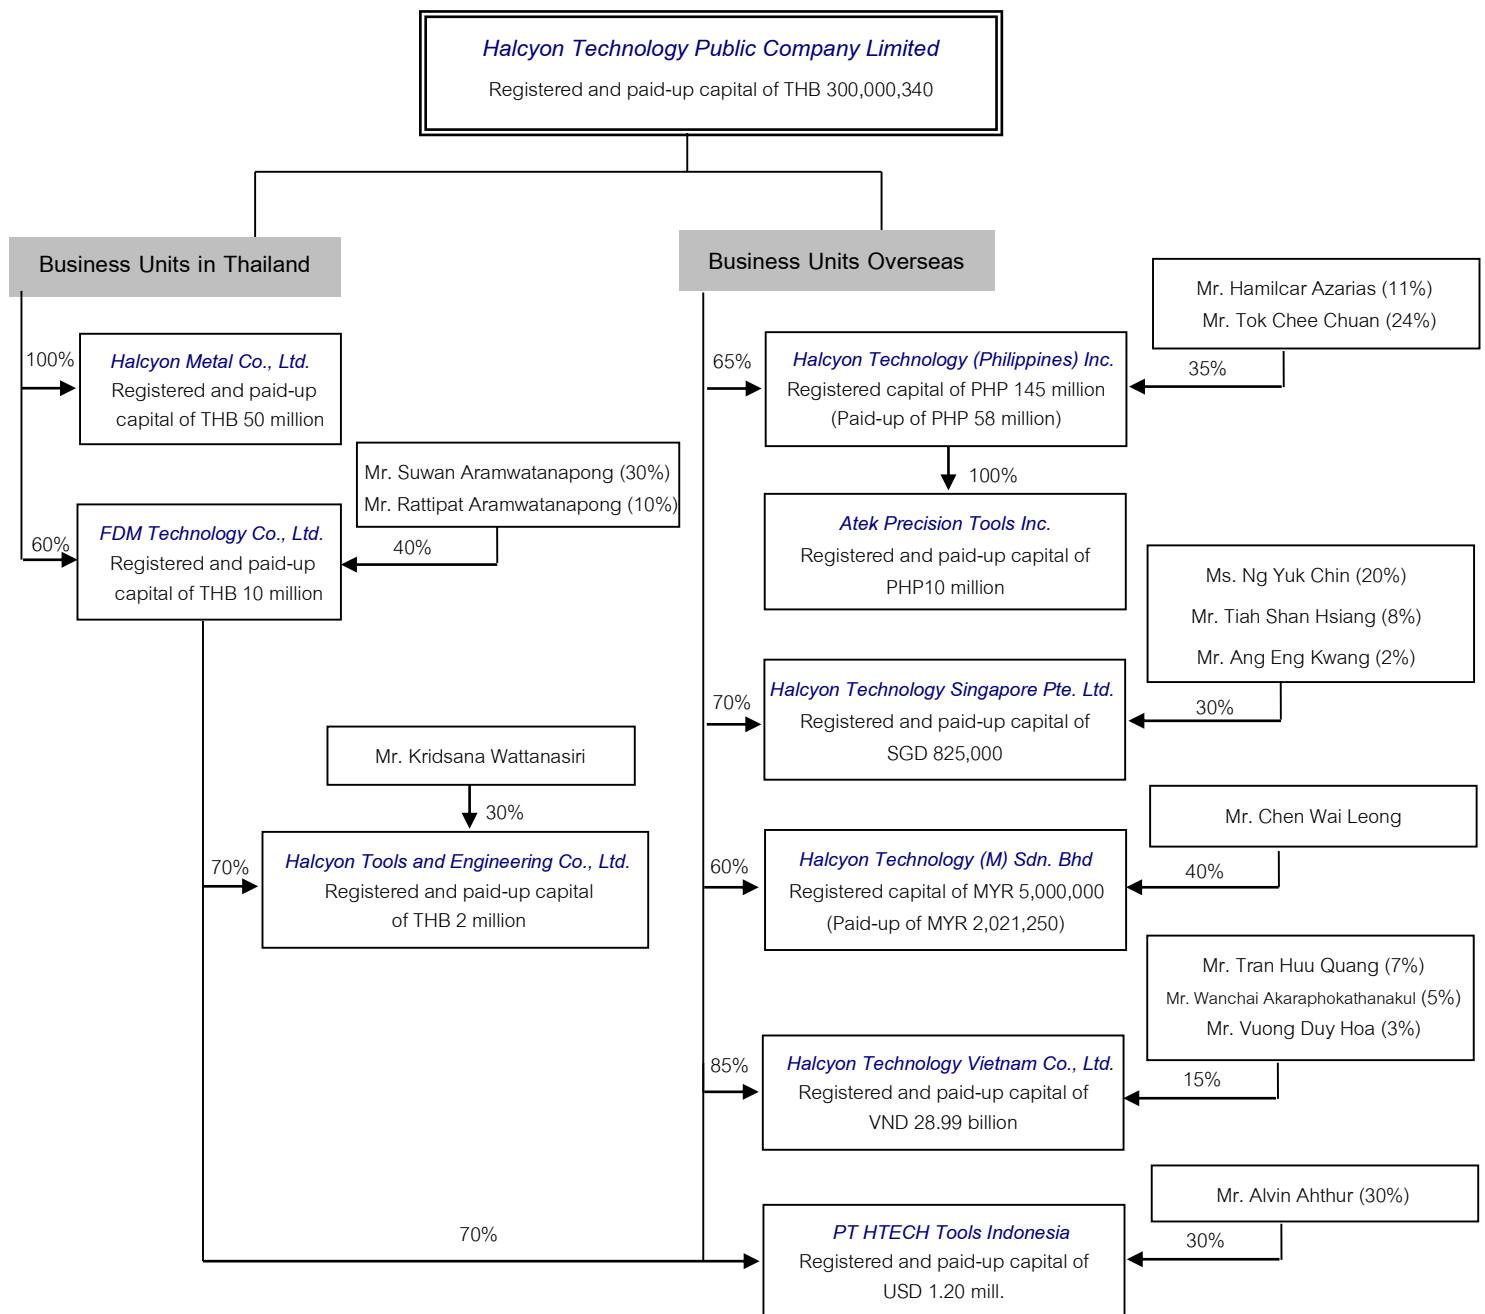 Halcyon Technology Public Company Limited
Registered and paid-up capital of THB 300,000,340
Business Units in Thailand
100%
Halcyon Metal Co., Ltd.
Registered and paid-up
capital of THB 50 million
Mr. Suwan Aramwatanapong (30%)
Mr. Rattipat Aramwatanapong (10%)
40%
60%
FDM Technology Co., Ltd.
Registered and paid-up
capital of THB 10 million
Mr. Kridsana Wattanasiri
30%
70%
Halcyon Tools and Engineering Co., Ltd.
Registered and paid-up capital
of THB 2 million
70%
Business Units Overseas
Mr. Hamilcar Azarias (11%)
Mr. Tok Chee Chuan (24%)
35%
65%
Halcyon Technology (Philippines) Inc.
Registered capital of PHP 145 million
(Paid-up of PHP 58 million)
100%
Atek Precision Tools Inc.
Registered and paid-up capital of
PHP10 million
Ms. Ng Yuk Chin (20%)
Mr. Tiah Shan Hsiang (8%)
Mr. Ang Eng Kwang (2%)
30%
70%
Halcyon Technology Singapore Pte. Ltd.
Registered and paid-up capital of
SGD 825,000
Mr. Chen Wai Leong
40%
60%
Halcyon Technology (M) Sdn. Bhd
Registered capital of MYR 5,000,000
(Paid-up of MYR 2,021,250)
Mr. Tran Huu Quang (7%)
Mr. Wanchai Akaraphokathanakul (5%)
Mr. Vuong Duy Hoa (3%)
15%
85%
Halcyon Technology Vietnam Co., Ltd.
Registered and paid-up capital of
VND 28.99 billion
Mr. Alvin Ahthur (30%)
30%
PT HTECH Tools Indonesia
Registered and paid-up capital of
USD 1.20 mill.